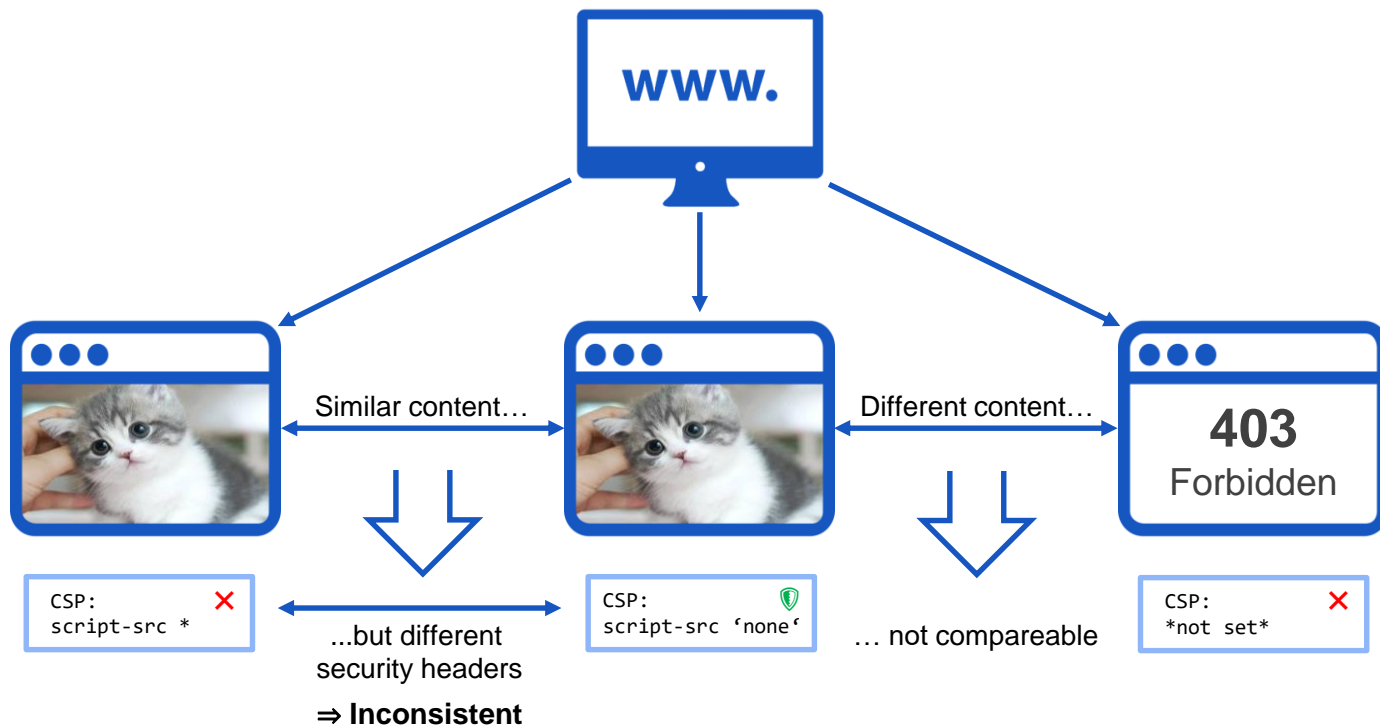 www.
Similar content…
Different content…
403
Forbidden
CSP:
script-src *
...but different
security headers
⇒ Inconsistent
CSP:
script-src ‘none‘
… not compareable
CSP:
*not set*